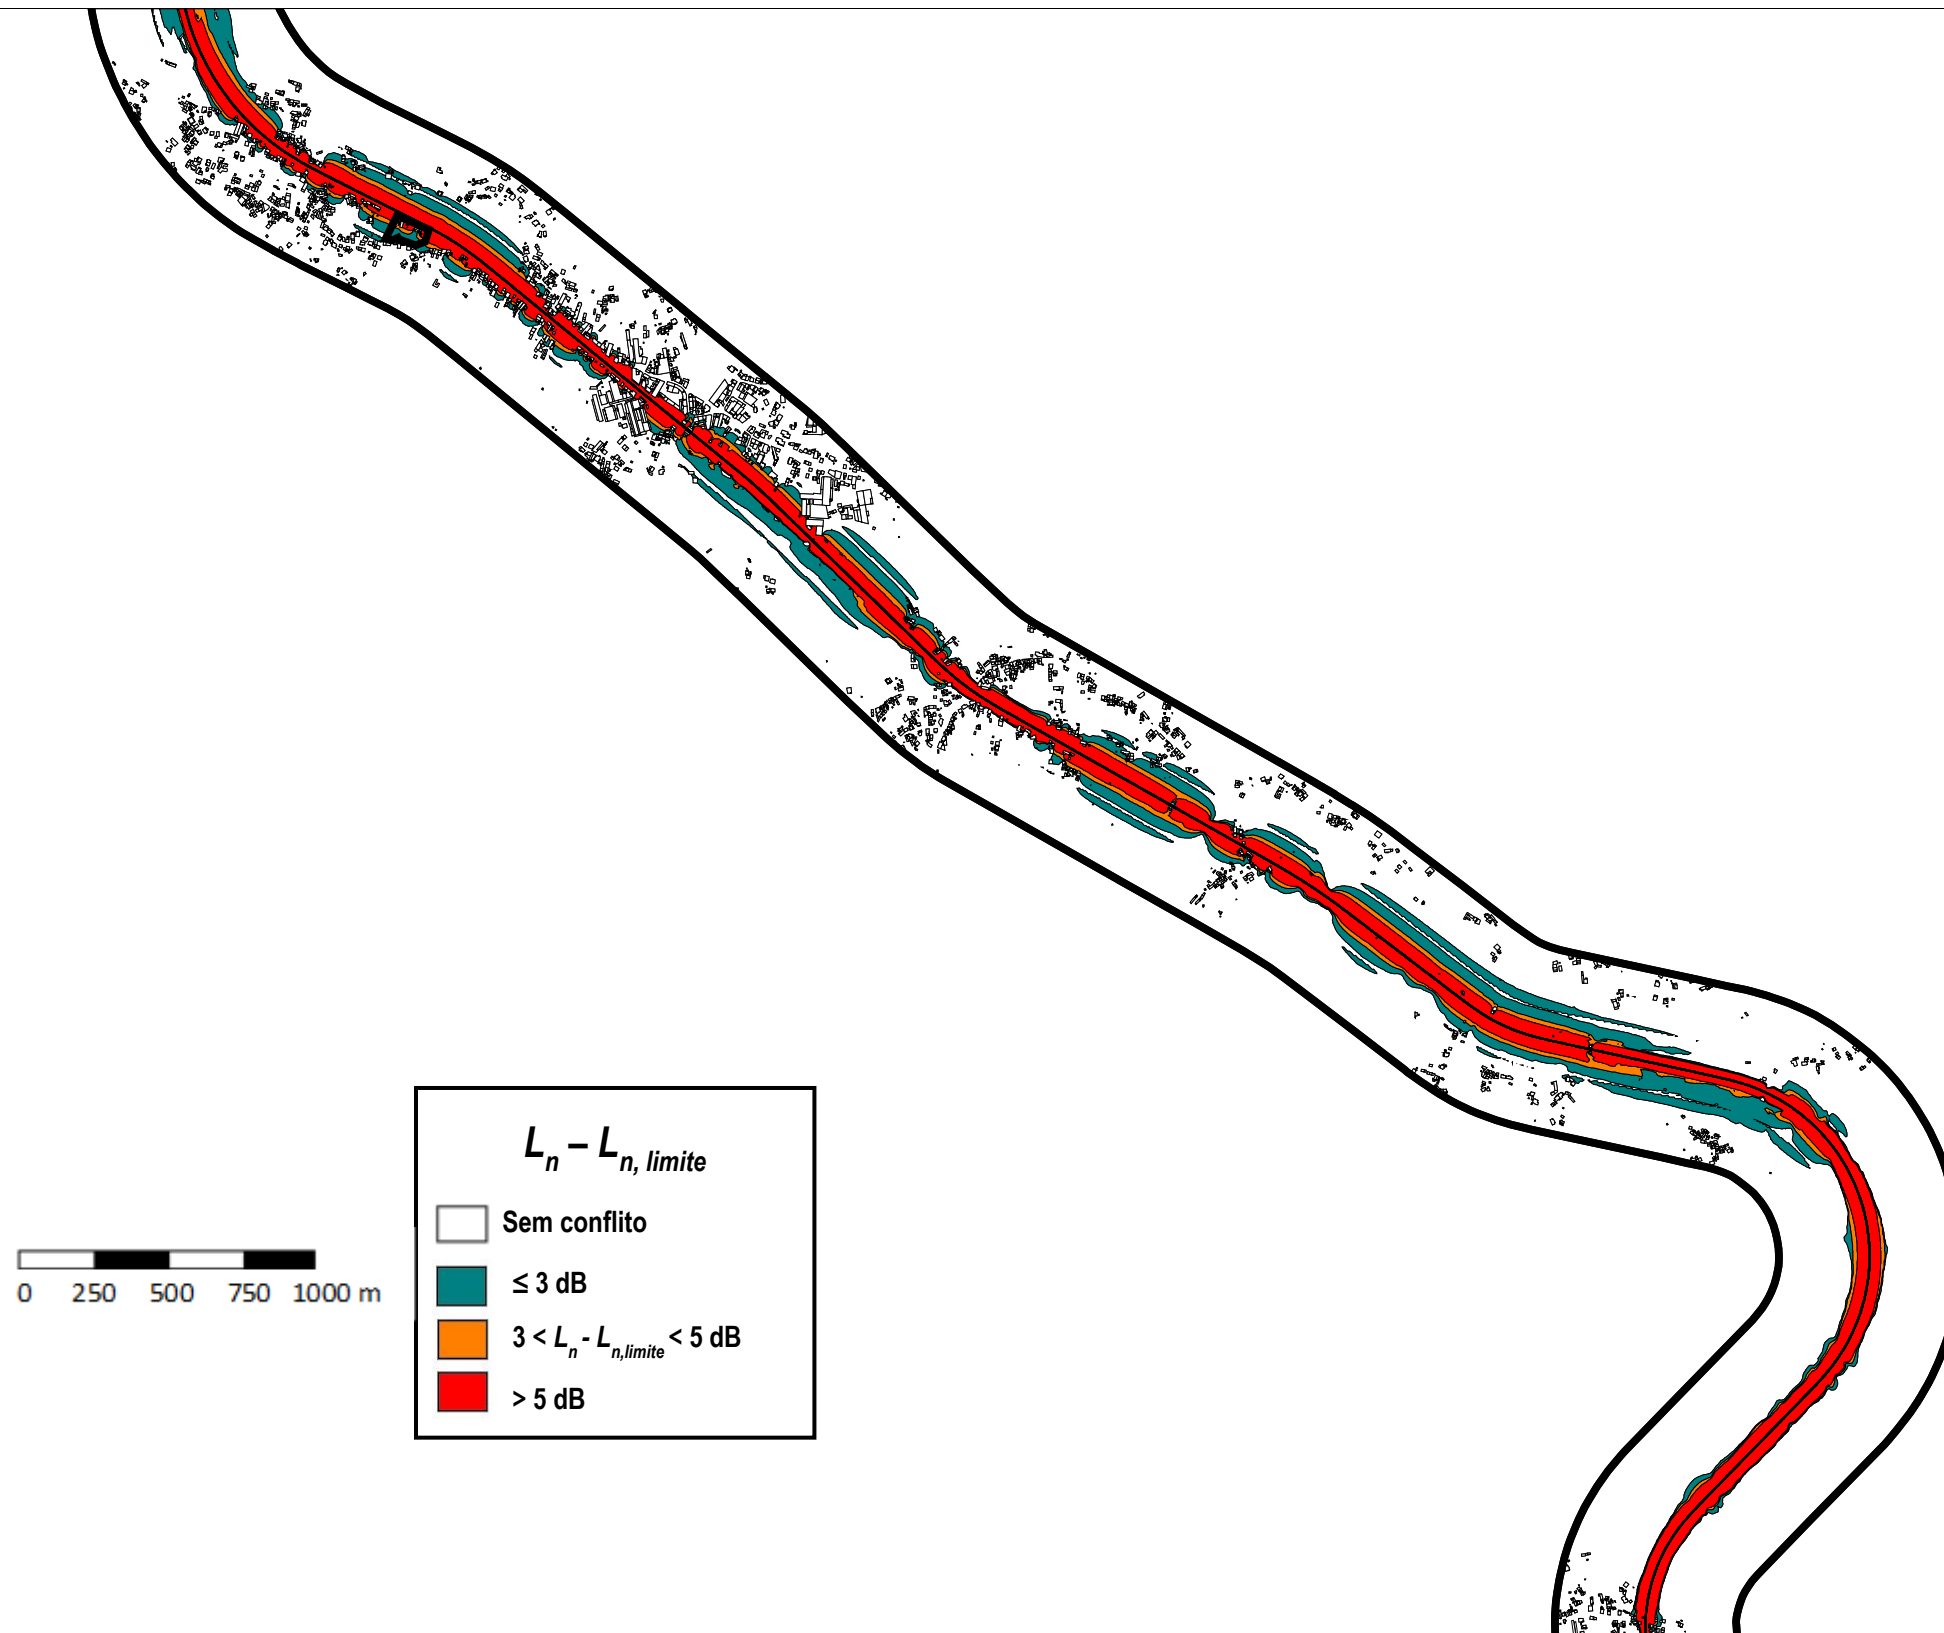 Ln – Ln, limite
Sem conflito
≤ 3 dB
3 < Ln - Ln,limite < 5 dB
> 5 dB
0 250 500 750 1000 m